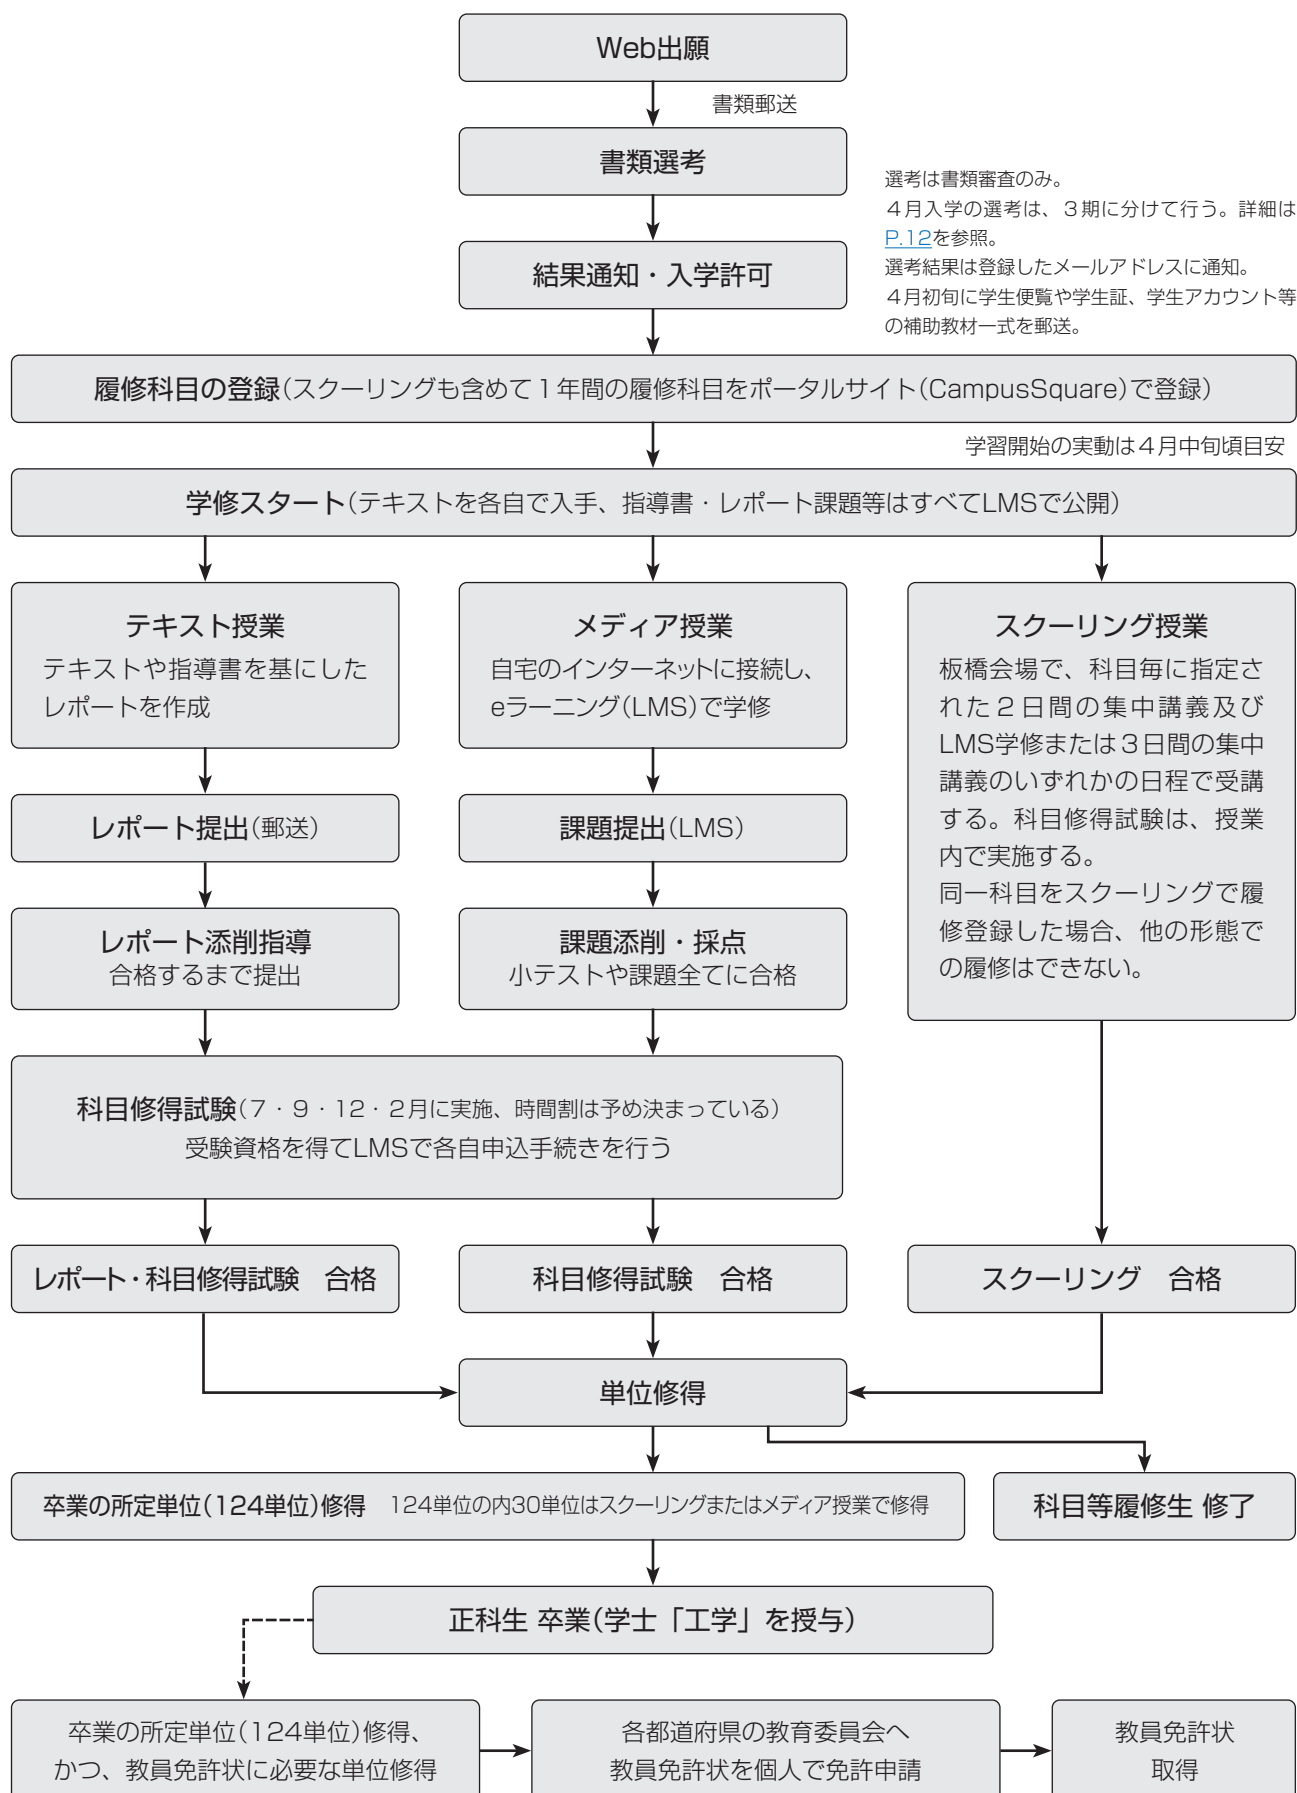 Web出願
書類郵送
書類選考
選考は書類審査のみ。
４月入学の選考は、３期に分けて行う。詳細は
P.12を参照。
選考結果は登録したメールアドレスに通知。
４月初旬に学生便覧や学生証、学生アカウント等
の補助教材一式を郵送。
結果通知・入学許可
履修科目の登録（スクーリングも含めて１年間の履修科目をポータルサイト（CampusSquare）で登録）
学習開始の実動は４月中旬頃目安
学修スタート（テキストを各自で入手、指導書・レポート課題等はすべてLMSで公開）
テキスト授業
テキストや指導書を基にした
レポートを作成
メディア授業
自宅のインターネットに接続し、
eラーニング（LMS）で学修
スクーリング授業
板橋会場で、科目毎に指定さ
れた２日間の集中講義及び
LMS学修または３日間の集中
講義のいずれかの日程で受講
する。科目修得試験は、授業
内で実施する。
同一科目をスクーリングで履
修登録した場合、他の形態で
の履修はできない。
レポート提出（郵送）
課題提出（LMS）
レポート添削指導
合格するまで提出
課題添削・採点
小テストや課題全てに合格
科目修得試験（７・９・12・２月に実施、時間割は予め決まっている）
受験資格を得てLMSで各自申込手続きを行う
レポート・科目修得試験　合格
科目修得試験　合格
スクーリング　合格
単位修得
卒業の所定単位（124単位）修得　124単位の内30単位はスクーリングまたはメディア授業で修得
科目等履修生 修了
正科生 卒業（学士「工学」を授与）
卒業の所定単位（124単位）修得、
かつ、教員免許状に必要な単位修得
各都道府県の教育委員会へ
教員免許状を個人で免許申請
教員免許状
取得